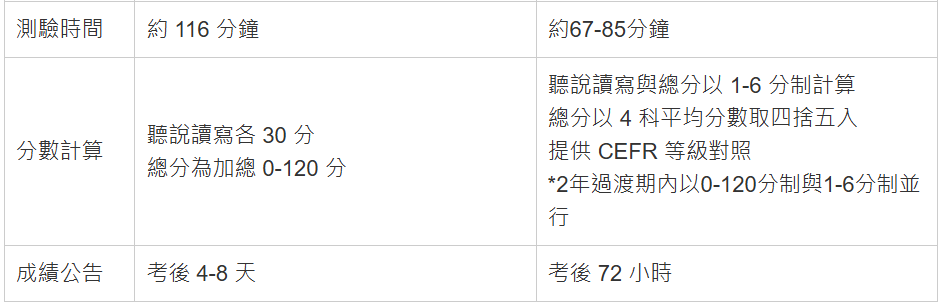 測驗時間
約 116 分鐘
約67-85分鐘
分數計算
聽說讀寫各 30 分
總分為加總 0-120 分
聽說讀寫與總分以 1-6 分制計算
總分以 4 科平均分數取四捨五入
提供 CEFR 等級對照
*2年過渡期內以0-120分制與1-6分制並
行
成績公告
考後 4-8 天
考後 72 小時